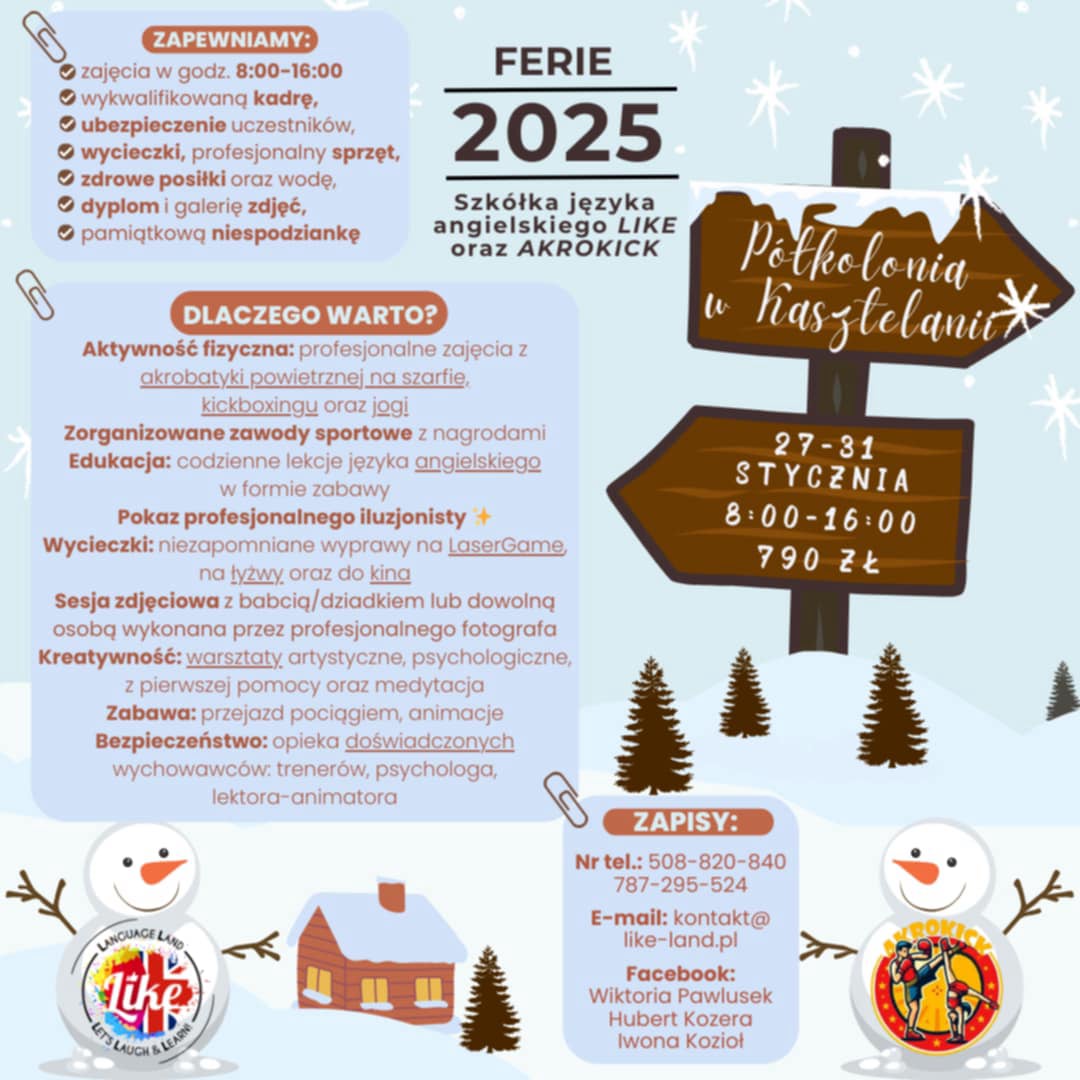 ZAPEWNIAMY:
zajęcia w godz. 8:00-16:00
wykwalifikowaną kadrę,
ubezpieczenie uczestników,
wycieczki, profesjonalny sprzęt,
zdrowe posiłki oraz wodę,
dyplom i galerię zdjęć,
pamiątkową niespodziankę
FERIE
2025
Szkółka języka
angielskiego LIKE
oraz AKROKICK
Półkolonia
w Kasztelanii
27-31
STYCZNIA
8:00-16:00
790 ZŁ
DLACZEGO WARTO?
Aktywność fizyczna: profesjonalne zajęcia z
akrobatyki powietrznej na szarfie,
kickboxingu oraz jogi
Zorganizowane zawody sportowe z nagrodami
Edukacja: codzienne lekcje języka angielskiego
w formie zabawy
Pokaz profesjonalnego iluzjonisty ✨
Wycieczki: niezapomniane wyprawy na LaserGame,
na łyżwy oraz do kina
Sesja zdjęciowa z babcią/dziadkiem lub dowolną
osobą wykonana przez profesjonalnego fotografa
Kreatywność: warsztaty artystyczne, psychologiczne,
z pierwszej pomocy oraz medytacja
Zabawa: przejazd pociągiem, animacje
Bezpieczeństwo: opieka doświadczonych
wychowawców: trenerów, psychologa,
lektora-animatora
ZAPISY:
Nr tel.: 508-820-840
787-295-524
E-mail: kontakt@
like-land.pl
Facebook:
Wiktoria Pawlusek
Hubert Kozera
Iwona Kozioł
LANGUAGE LAND
Like
LET'S LAUGH & LEARN!
AKROKICK